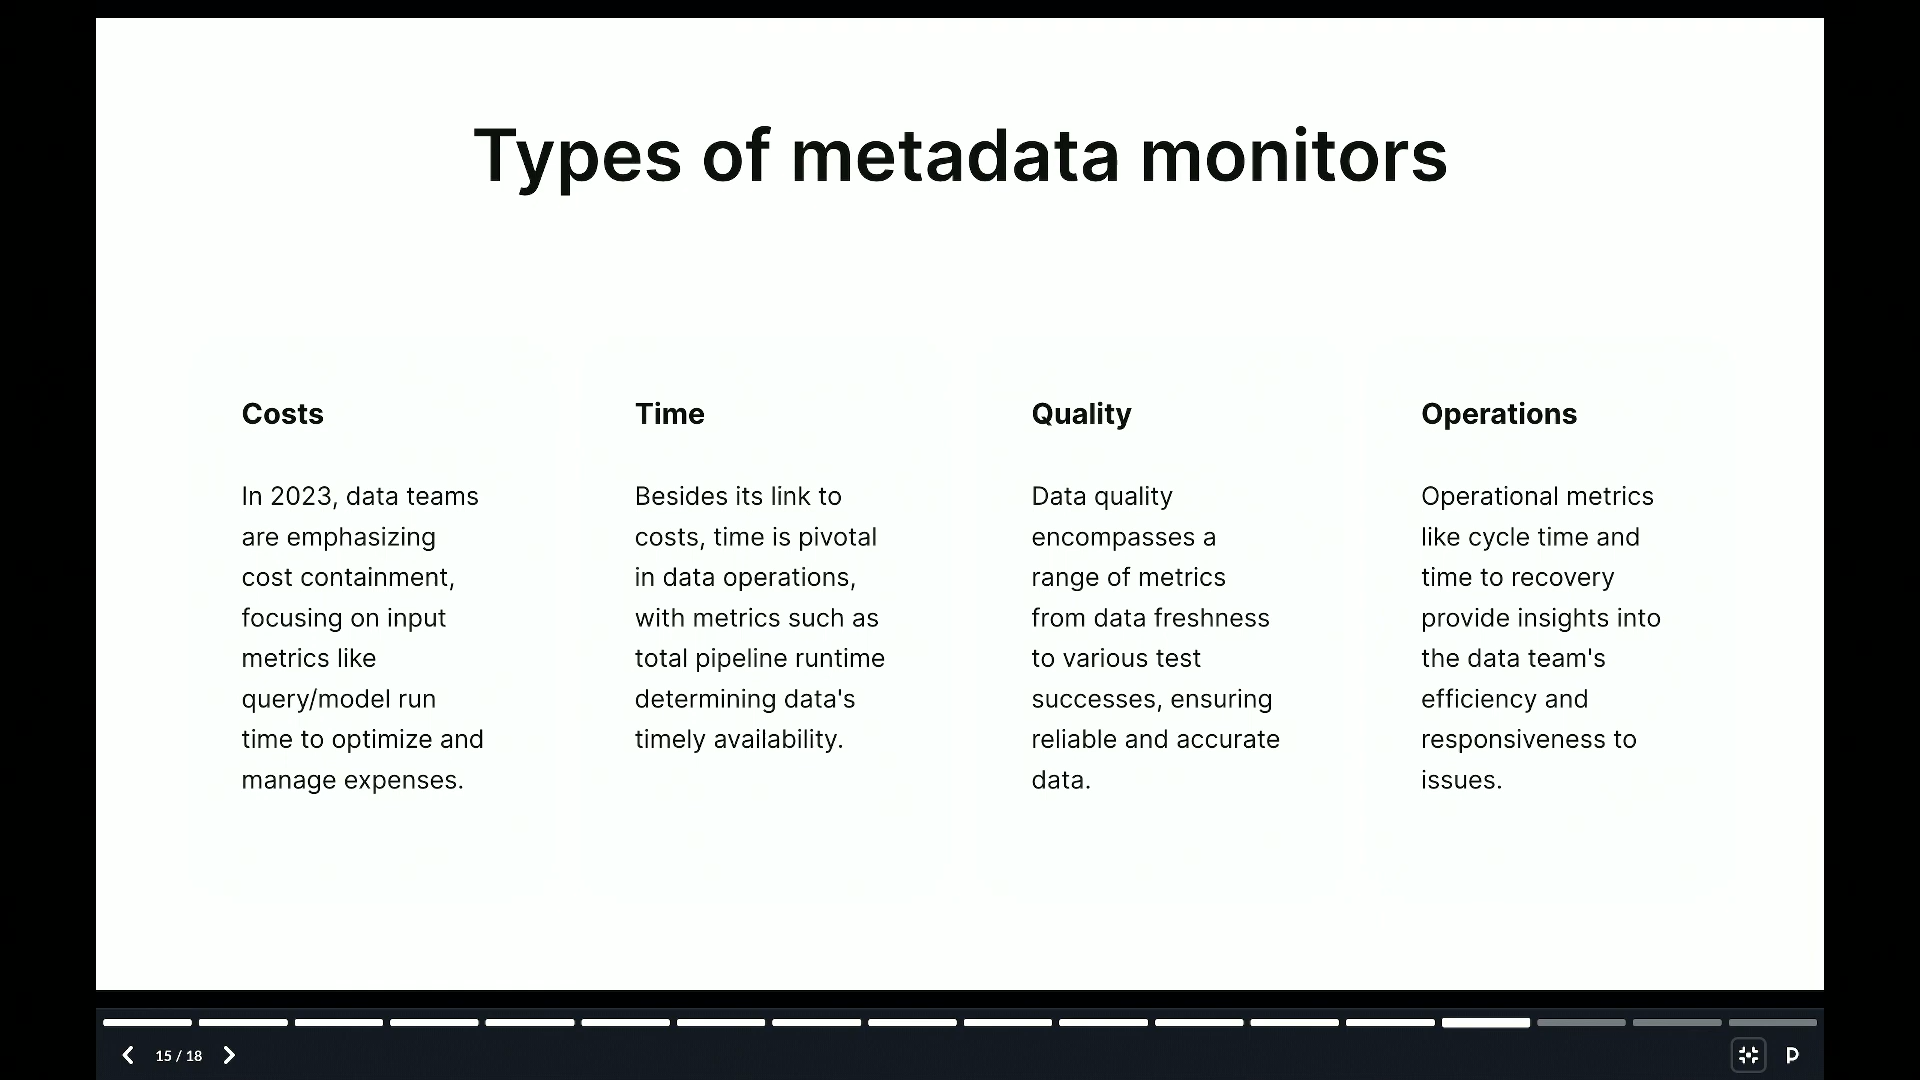 Types of metadata monitors
Costs
In 2023, data teams
are emphasizing
cost containment,
focusing on input
metrics like
query/model run
time to optimize and
manage expenses.
Time
Besides its link to
costs, time is pivotal
in data operations,
with metrics such as
total pipeline runtime
determining data's
timely availability.
Quality
Data quality
encompasses a
range of metrics
from data freshness
to various test
successes, ensuring
reliable and accurate
data.
Operations
Operational metrics
like cycle time and
time to recovery
provide insights into
the data team's
efficiency and
responsiveness to
issues.
15 / 18